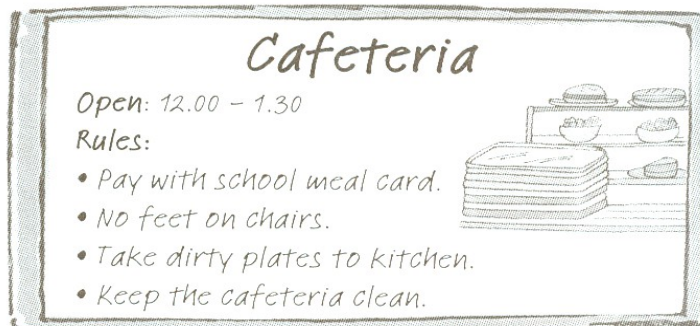 Cafeteria
Open: 12.00 – 1.30
Rules:
• Pay with school meal card.
• No feet on chairs.
• Take dirty plates to kitchen.
• Keep the cafeteria clean.